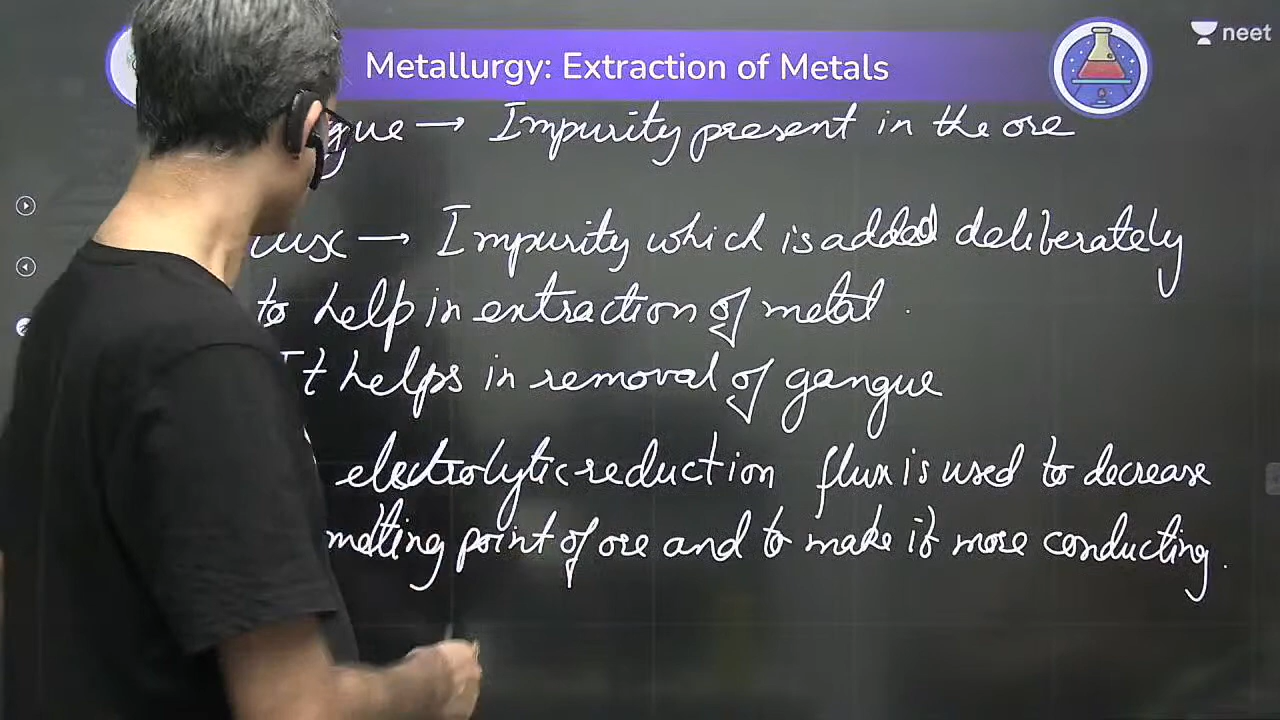 neet
Metallurgy: Extraction of Metals
gue → Impurity present in the ore
lux → Impurity which is added deliberately
to help in extraction of metal.
It helps in removal of gangue
electrolytic reduction flux is used to decrease
melting point of ore and to make it more conducting.